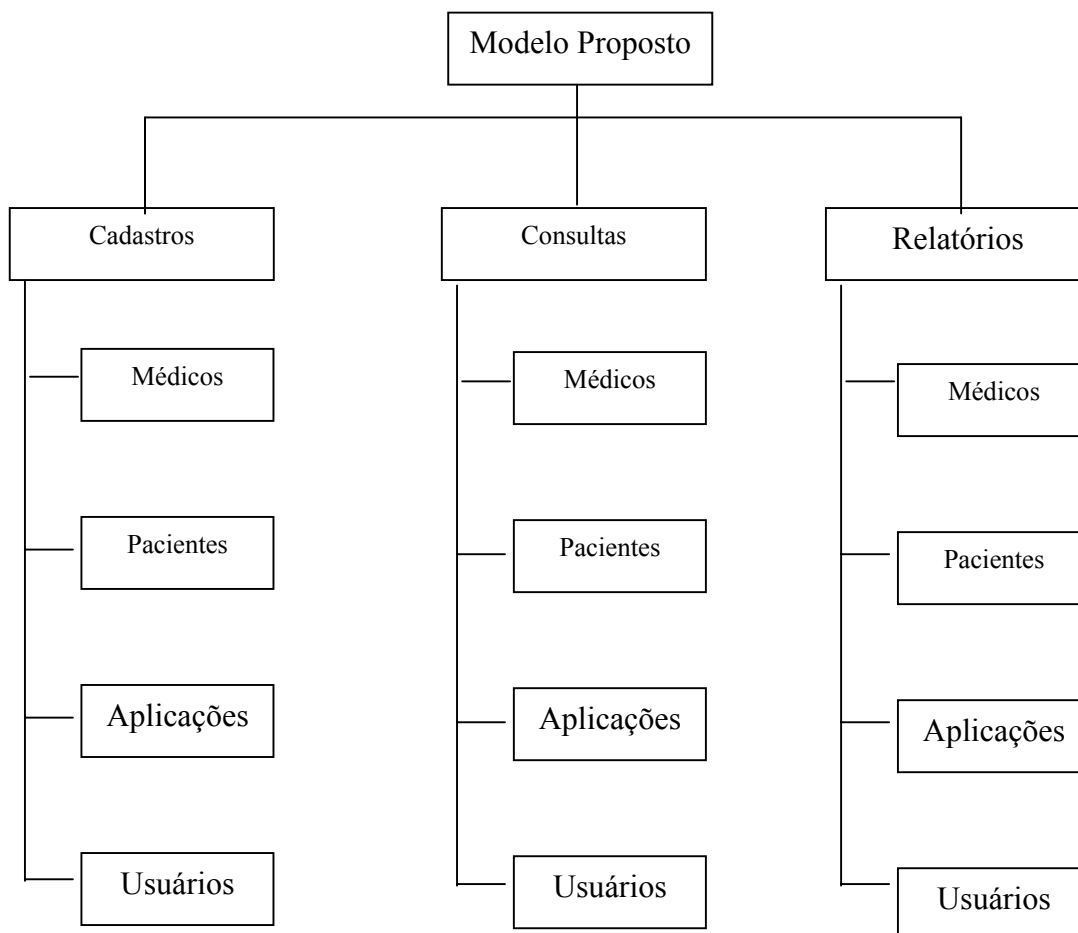 Modelo Proposto
Cadastros
Consultas
Relatórios
Médicos
Médicos
Médicos
Pacientes
Pacientes
Pacientes
Aplicações
Aplicações
Aplicações
Usuários
Usuários
Usuários